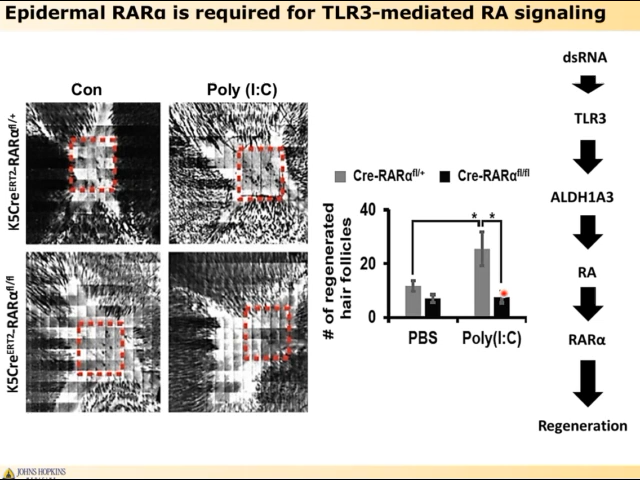 Epidermal RARα is required for TLR3-mediated RA signaling
Con
Poly (I:C)
K5CreERT2-RARαfl/+
K5CreERT2-RARαfl/fl
Cre-RARαfl/+
Cre-RARαfl/fl
# of regenerated
hair follicles
40
20
0
*
*
PBS
Poly(I:C)
dsRNA
TLR3
ALDH1A3
RA
RARα
Regeneration
JOHNS HOPKINS